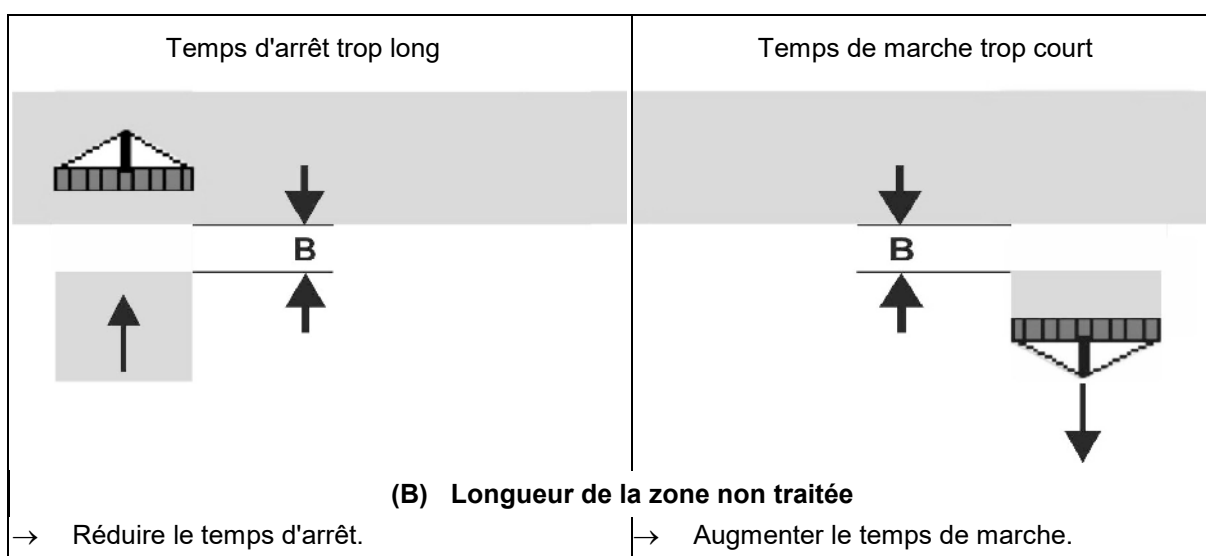 Temps d'arrêt trop long
Temps de marche trop court
B
B
(B) Longueur de la zone non traitée
→ Réduire le temps d'arrêt.
→ Augmenter le temps de marche.